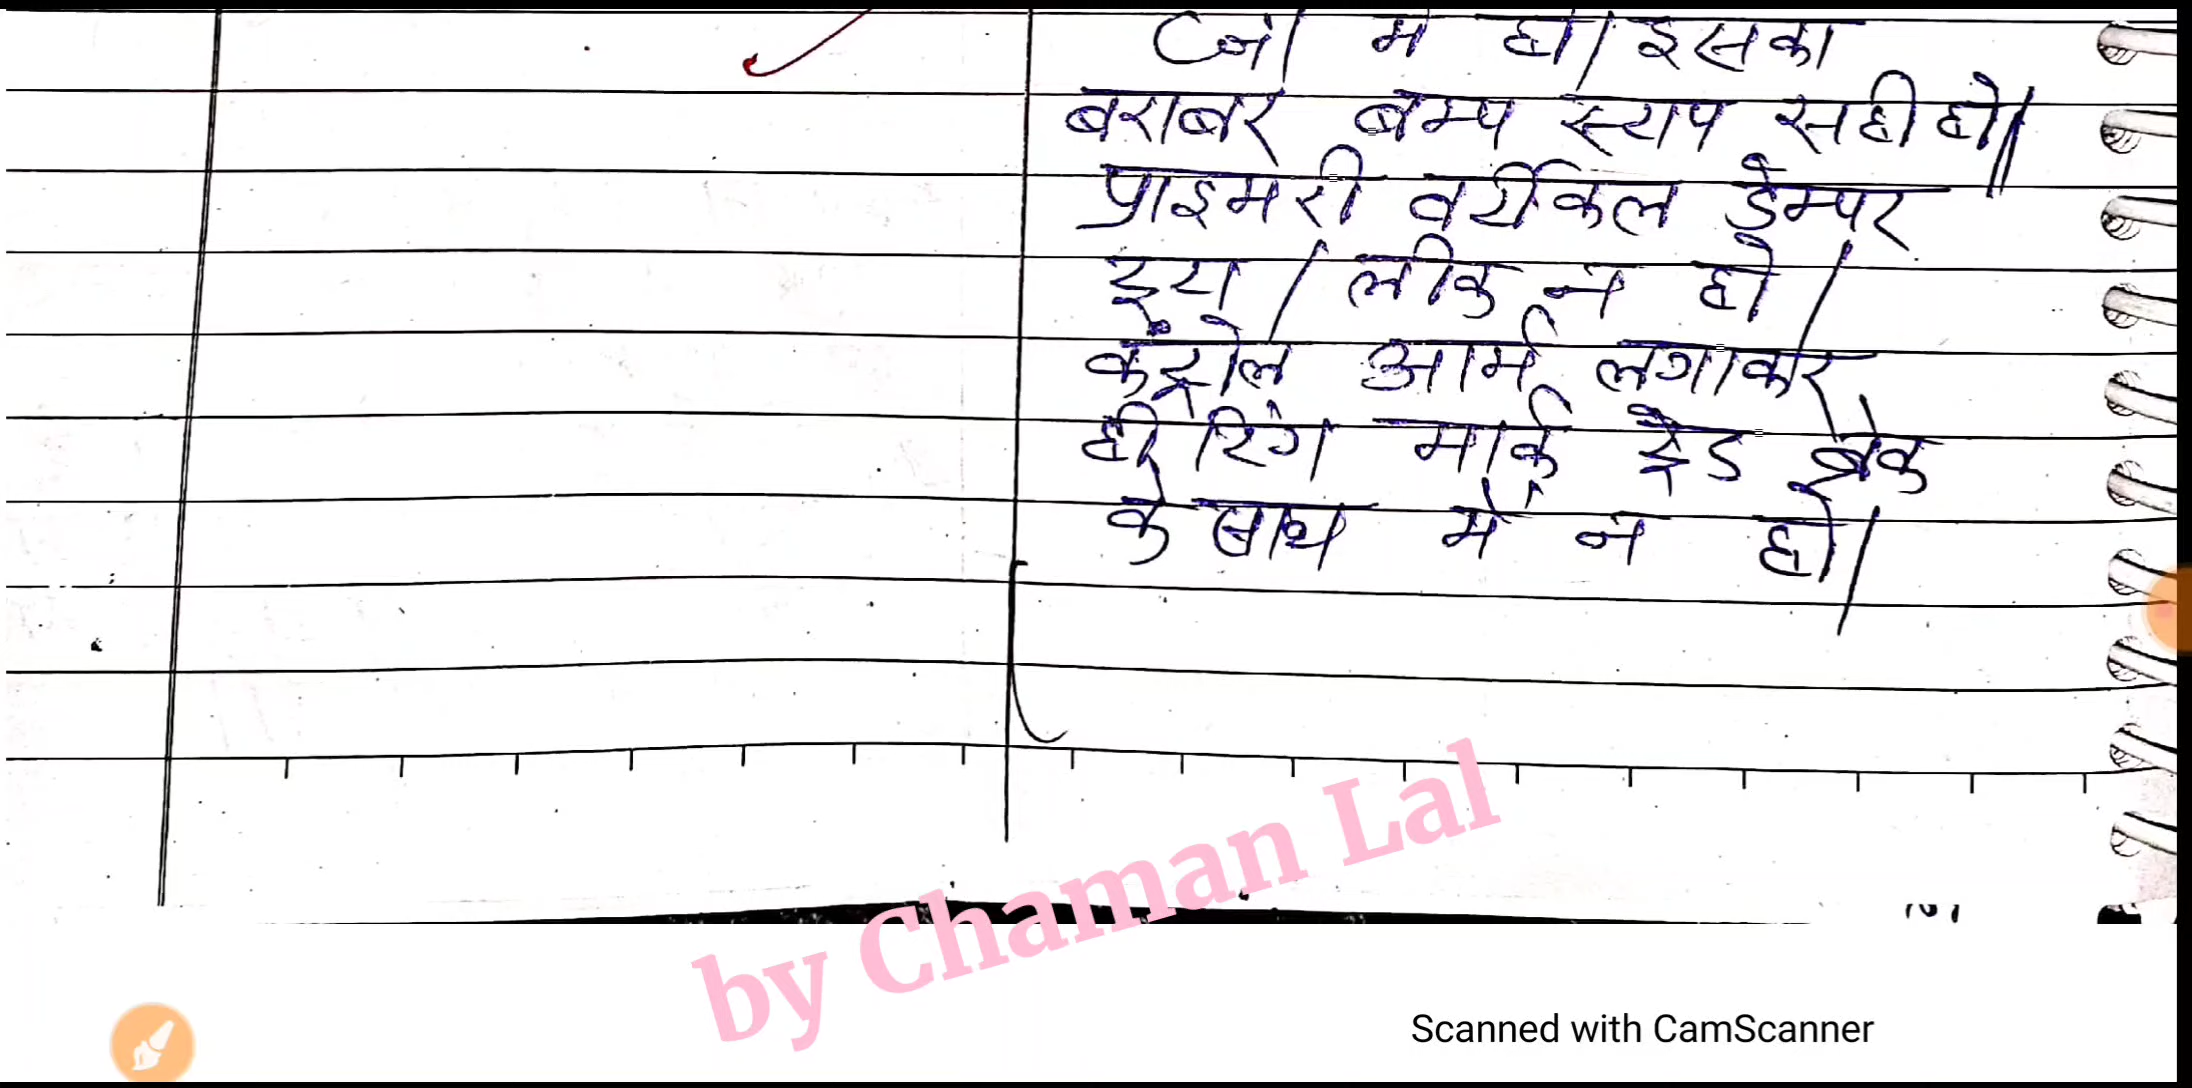 में हो। इसका
बराबर बम्प स्टाप सही हो।
प्राइमरी वर्टीकल डेम्पर
लीक न हो।
कंट्रोल आर्म लगाकर
ही रिंग मार्क हैड ब्रेक
के साथ में न हो।
by Chaman Lal
Scanned with CamScanner